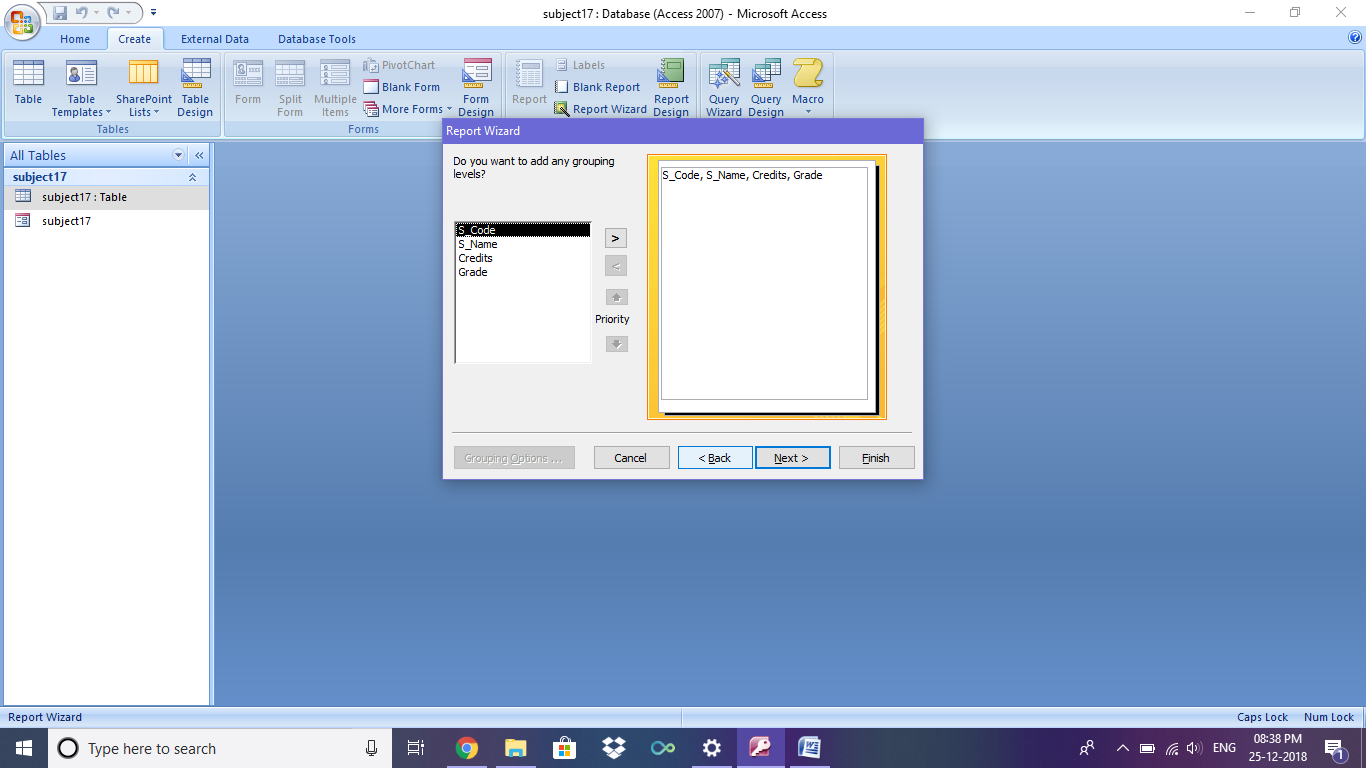 subject17 : Database (Access 2007) - Microsoft Access
Home Create External Data Database Tools
Table
Table Templates
SharePoint Lists
Table Design
Tables
Form
Split Form
Multiple Items
PivotChart
Blank Form
More Forms
Form Design
Forms
Report
Labels
Blank Report
Report Wizard
Report Design
Query Wizard
Query Design
Macro
All Tables
subject17
subject17 : Table
subject17
Report Wizard
Do you want to add any grouping
levels?
S_Code
S_Name
Credits
Grade
>
<
Priority
S_Code, S_Name, Credits, Grade
Grouping Options ...
Cancel
< Back
Next >
Finish
Report Wizard
Caps Lock Num Lock
Type here to search
ENG
08:38 PM
25-12-2018
1